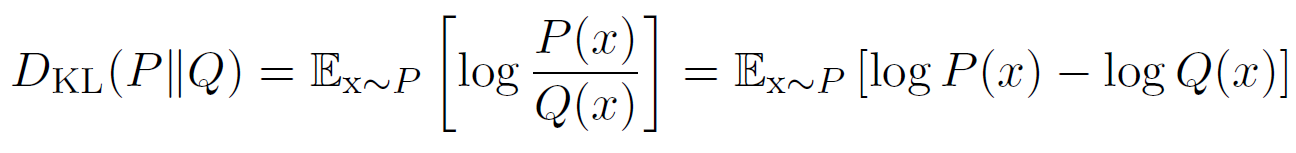 D_KL(P‖Q) = 𝔼_x∼P [log P(x)/Q(x)] = 𝔼_x∼P [log P(x) − log Q(x)]